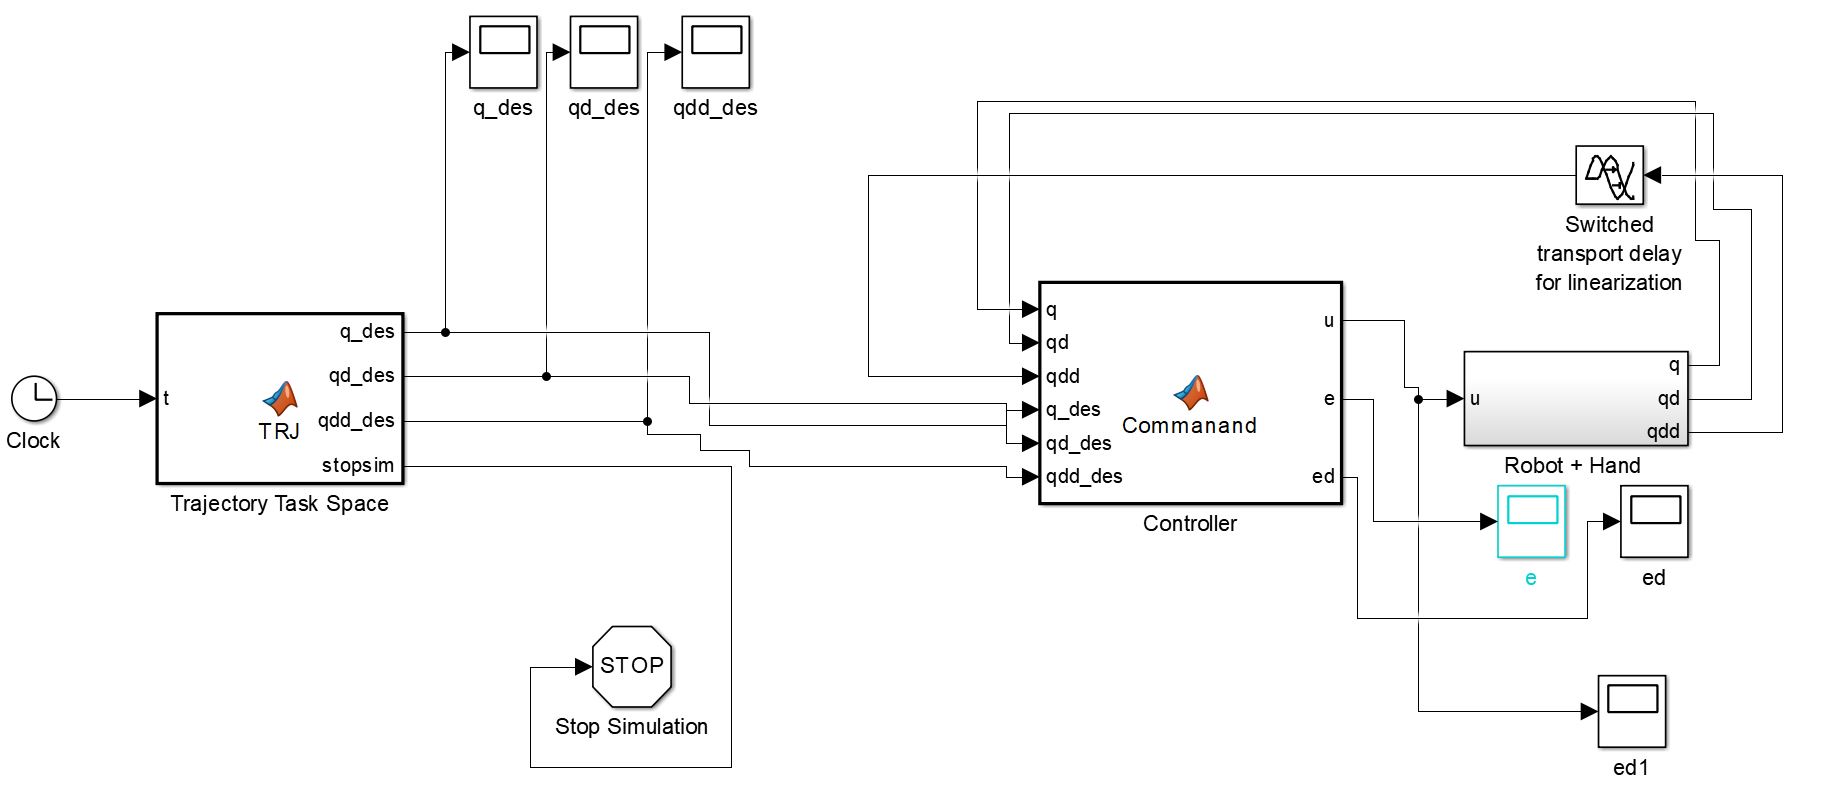 q_des
qd_des
qdd_des
Switched
transport delay
for linearization
Clock
t
q_des
qd_des
qdd_des
stopsim
TRJ
Trajectory Task Space
q
qd
qdd
q_des
qd_des
qdd_des
Commanand
u
e
ed
Controller
u
q
qd
qdd
Robot + Hand
e
ed
STOP
Stop Simulation
ed1